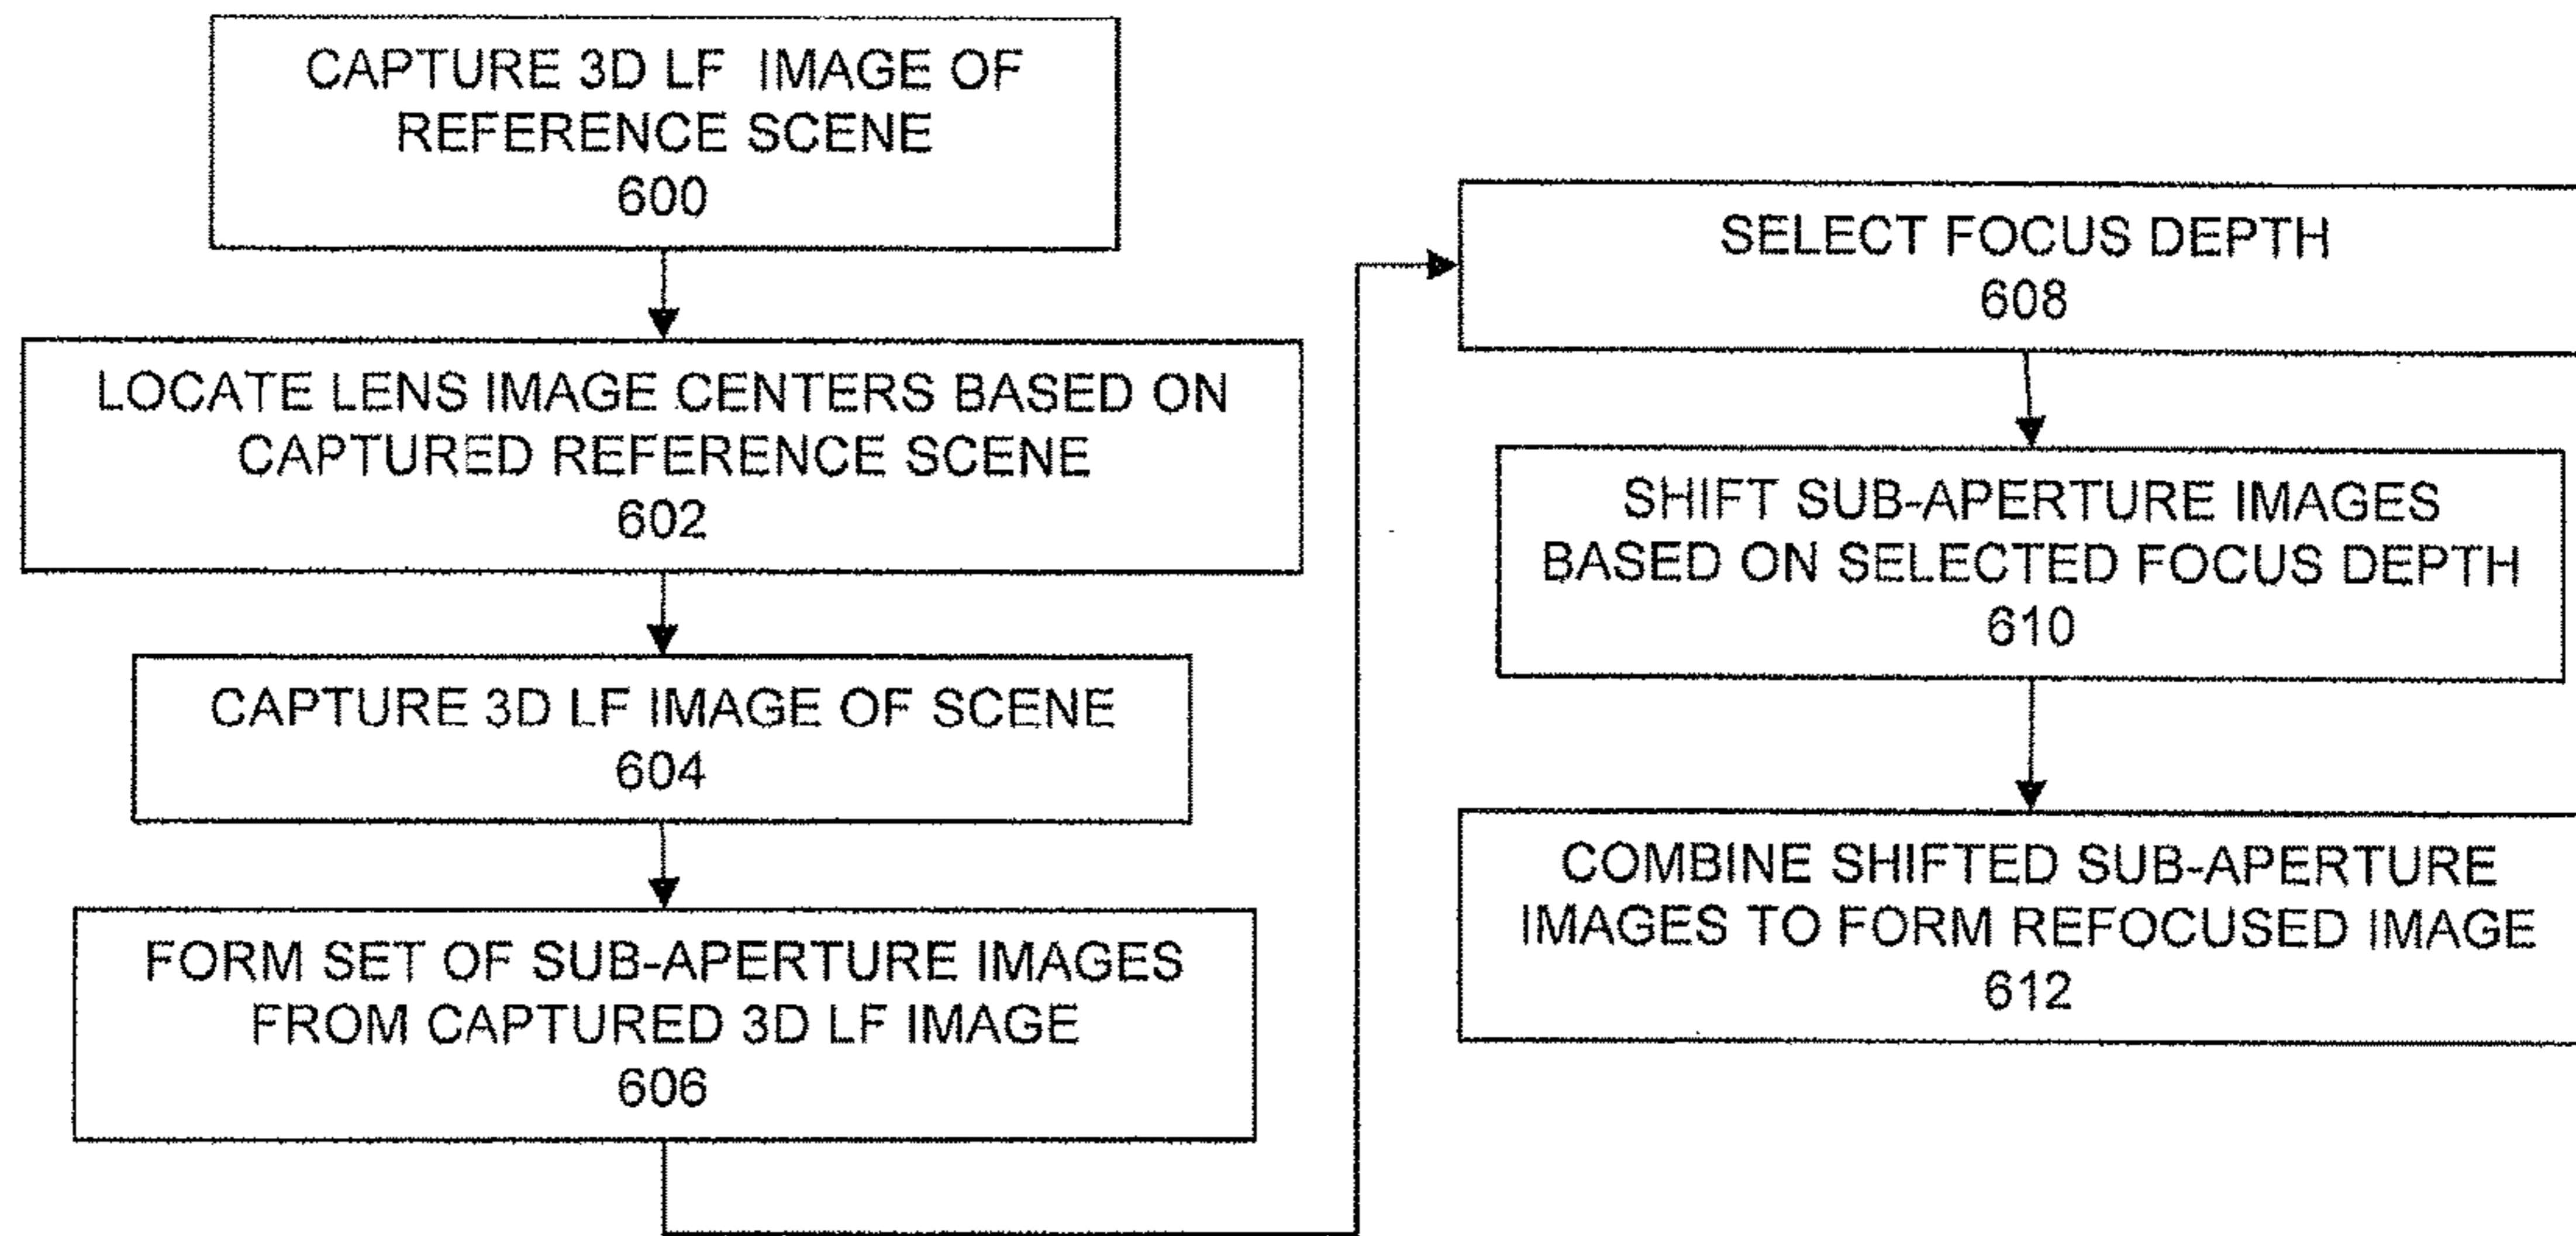 CAPTURE 3D LF IMAGE OF
REFERENCE SCENE
600
LOCATE LENS IMAGE CENTERS BASED ON
CAPTURED REFERENCE SCENE
602
CAPTURE 3D LF IMAGE OF SCENE
604
FORM SET OF SUB-APERTURE IMAGES
FROM CAPTURED 3D LF IMAGE
606
SELECT FOCUS DEPTH
608
SHIFT SUB-APERTURE IMAGES
BASED ON SELECTED FOCUS DEPTH
610
COMBINE SHIFTED SUB-APERTURE
IMAGES TO FORM REFOCUSED IMAGE
612